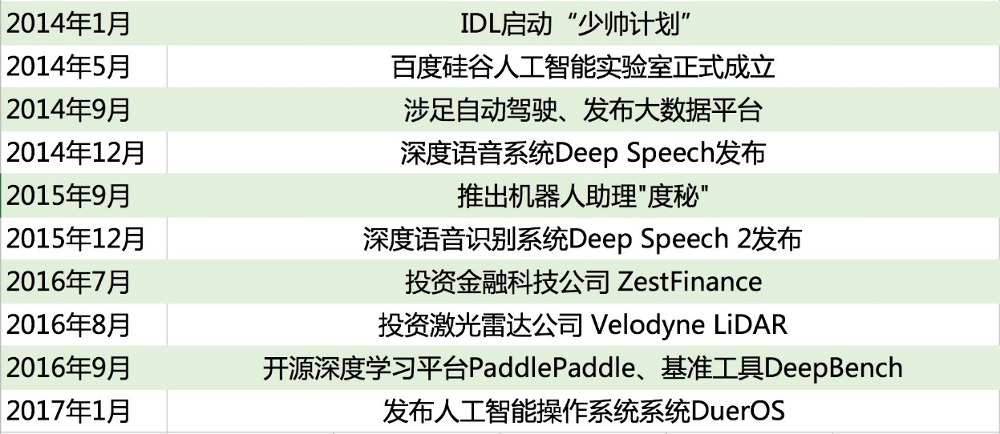 2014年1月 IDL启动“少帅计划”
2014年5月 百度硅谷人工智能实验室正式成立
2014年9月 涉足自动驾驶、发布大数据平台
2014年12月 深度语音系统Deep Speech发布
2015年9月 推出机器人助理"度秘"
2015年12月 深度语音识别系统Deep Speech 2发布
2016年7月 投资金融科技公司 ZestFinance
2016年8月 投资激光雷达公司 Velodyne LiDAR
2016年9月 开源深度学习平台PaddlePaddle、基准工具DeepBench
2017年1月 发布人工智能操作系统系统DuerOS